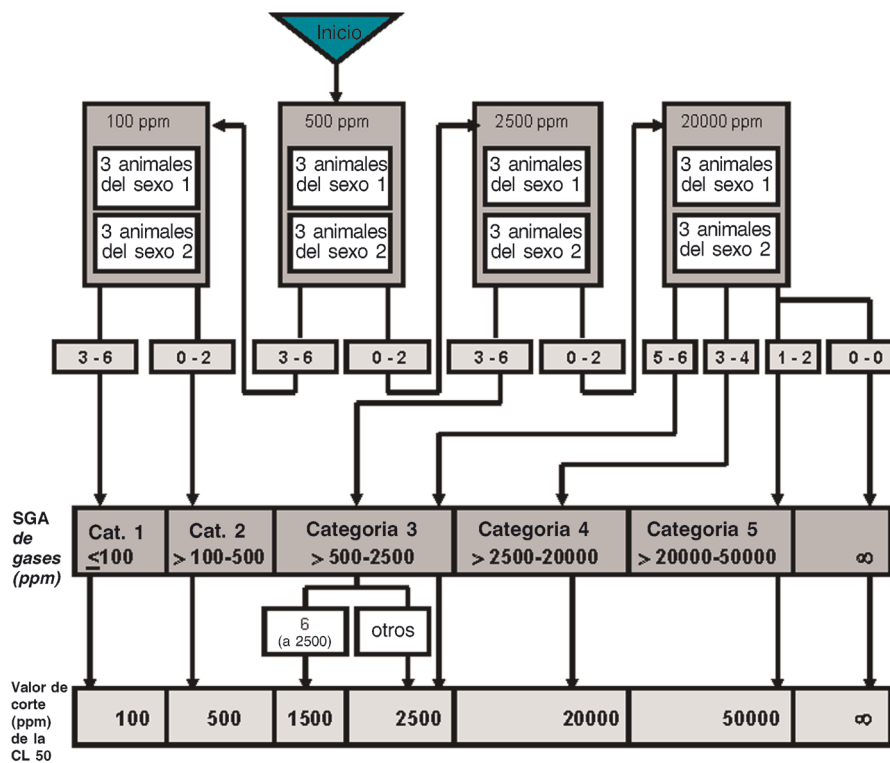 Inicio
100 ppm
500 ppm
2500 ppm
20000 ppm
3 animales
del sexo 1
3 animales
del sexo 1
3 animales
del sexo 1
3 animales
del sexo 1
3 animales
del sexo 2
3 animales
del sexo 2
3 animales
del sexo 2
3 animales
del sexo 2
3 - 6
0 - 2
3 - 6
0 - 2
3 - 6
0 - 2
5 - 6
3 - 4
1 - 2
0 - 0
SGA
de
gases
(ppm)
Cat. 1
≤100
Cat. 2
> 100-500
Categoria 3
> 500-2500
Categoria 4
> 2500-20000
Categoria 5
> 20000-50000
∞
6
(a 2500)
otros
Valor de
corte
(ppm)
de la
CL 50
100
500
1500
2500
20000
50000
∞